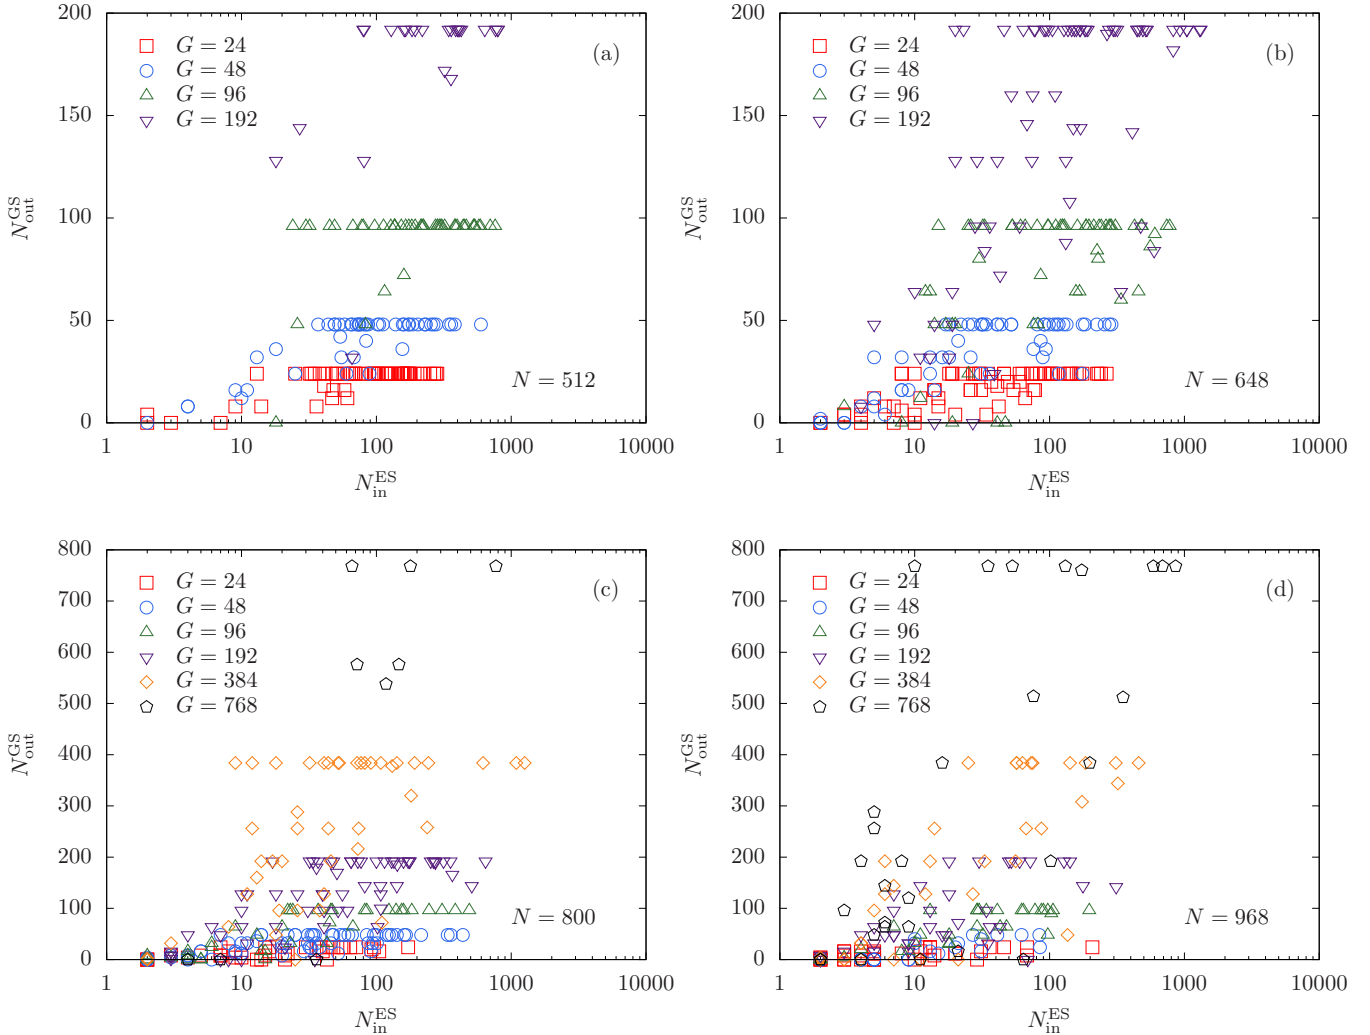 200
150
100
50
0
1 10 100 1000 10000
N_out^GS
N_in^ES
G = 24
G = 48
G = 96
G = 192
(a)
N = 512
200
150
100
50
0
1 10 100 1000 10000
N_out^GS
N_in^ES
G = 24
G = 48
G = 96
G = 192
(b)
N = 648
800
700
600
500
400
300
200
100
0
1 10 100 1000 10000
N_out^GS
N_in^ES
G = 24
G = 48
G = 96
G = 192
G = 384
G = 768
(c)
N = 800
800
700
600
500
400
300
200
100
0
1 10 100 1000 10000
N_out^GS
N_in^ES
G = 24
G = 48
G = 96
G = 192
G = 384
G = 768
(d)
N = 968